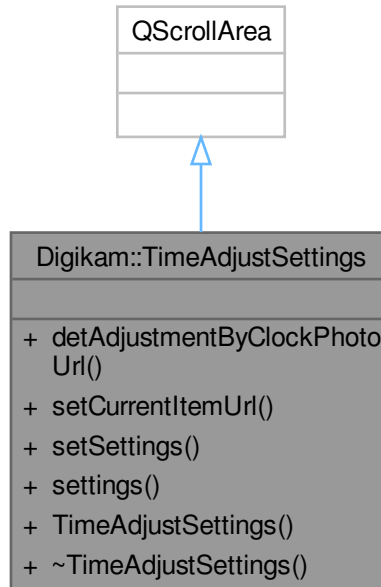 QScrollArea
Digikam::TimeAdjustSettings
+ detAdjustmentByClockPhoto
Url()
+ setCurrentItemUrl()
+ setSettings()
+ settings()
+ TimeAdjustSettings()
+ ~TimeAdjustSettings()